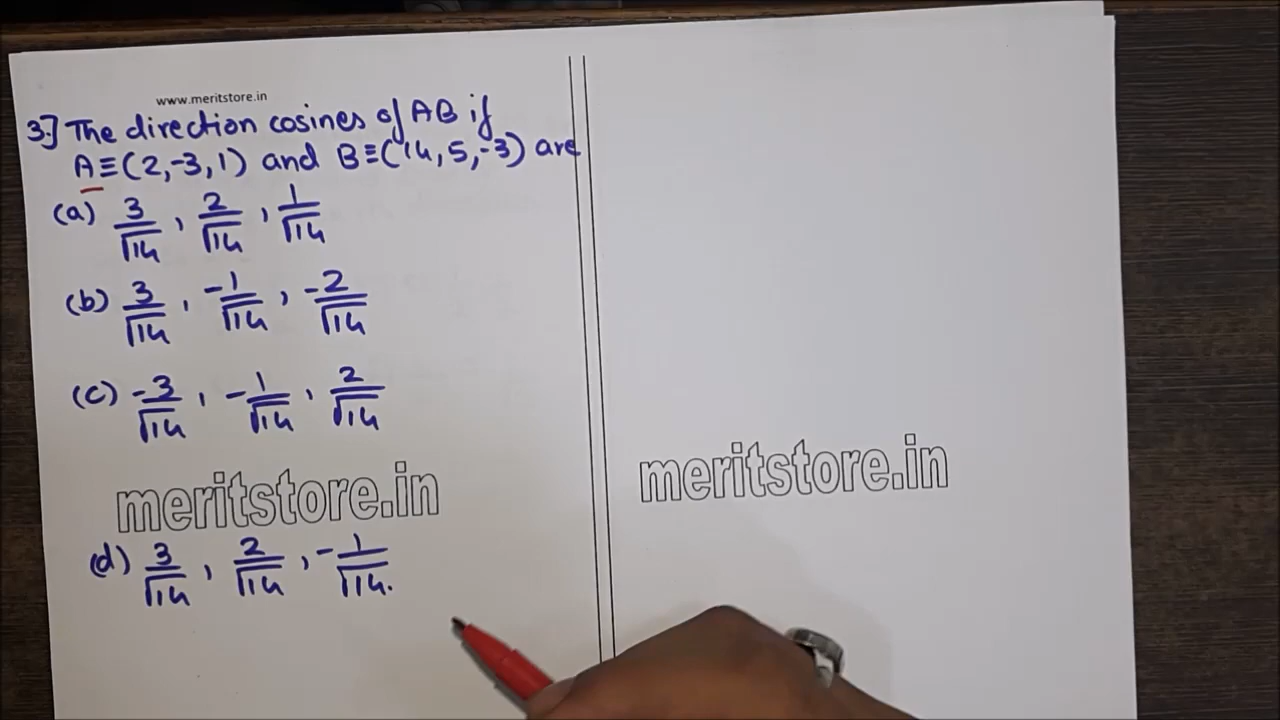 www.meritstore.in
3.] The direction cosines of AB if
A≡(2,-3,1) and B≡(14,5,-3) are
(a) 3/√14 , 2/√14 , 1/√14
(b) 3/√14 , -1/√14 , -2/√14
(c) -3/√14 , -1/√14 , 2/√14
meritstore.in
meritstore.in
(d) 3/√14 , 2/√14 , -1/√14.